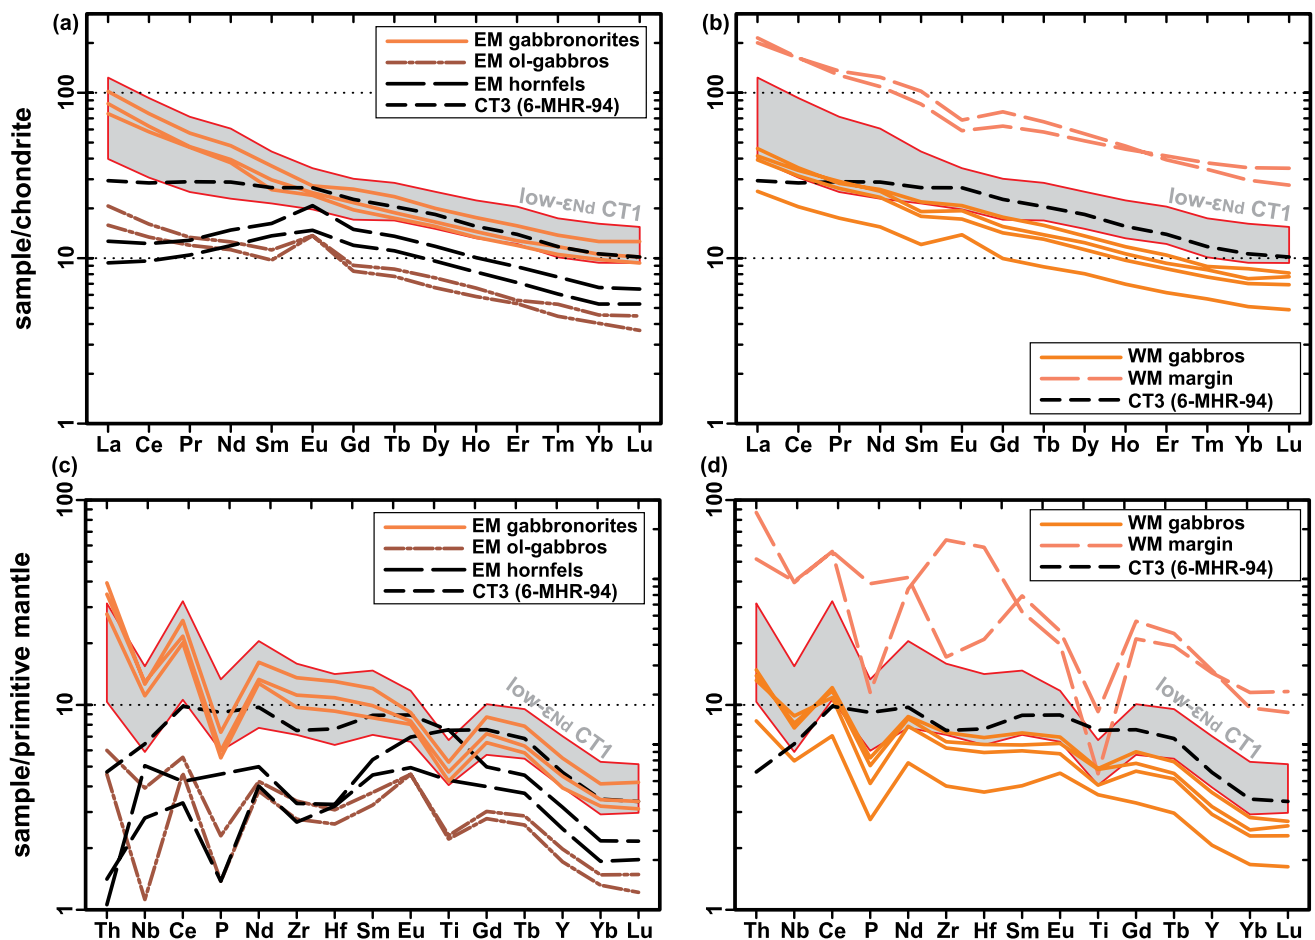 (a)
EM gabbronorites
EM ol-gabbros
EM hornfels
CT3 (6-MHR-94)
low-εNd CT1
sample/chondrite
100
10
1
La Ce Pr Nd Sm Eu Gd Tb Dy Ho Er Tm Yb Lu
(b)
low-εNd CT1
WM gabbros
WM margin
CT3 (6-MHR-94)
100
10
1
La Ce Pr Nd Sm Eu Gd Tb Dy Ho Er Tm Yb Lu
(c)
EM gabbronorites
EM ol-gabbros
EM hornfels
CT3 (6-MHR-94)
low-εNd CT1
sample/primitive mantle
100
10
1
Th Nb Ce P Nd Zr Hf Sm Eu Ti Gd Tb Y Yb Lu
(d)
WM gabbros
WM margin
CT3 (6-MHR-94)
low-εNd CT1
100
10
1
Th Nb Ce P Nd Zr Hf Sm Eu Ti Gd Tb Y Yb Lu